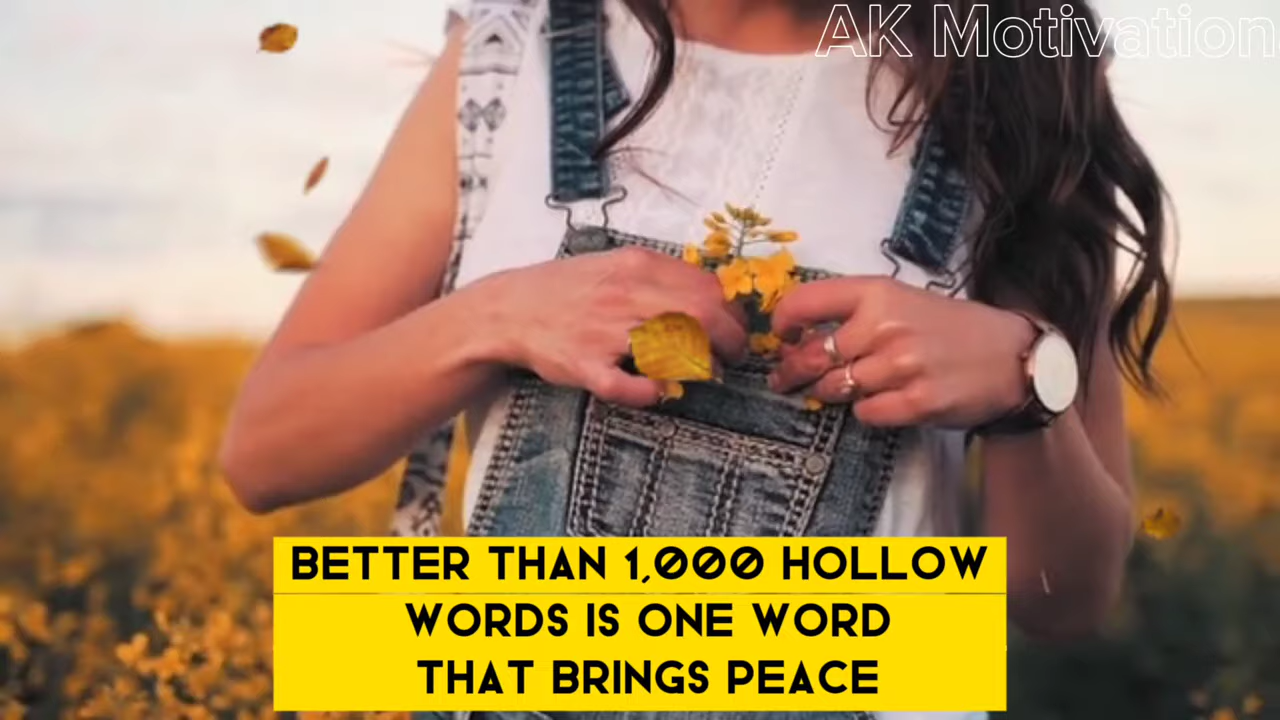 AK Motivation
BETTER THAN 1,000 HOLLOW
WORDS IS ONE WORD
THAT BRINGS PEACE